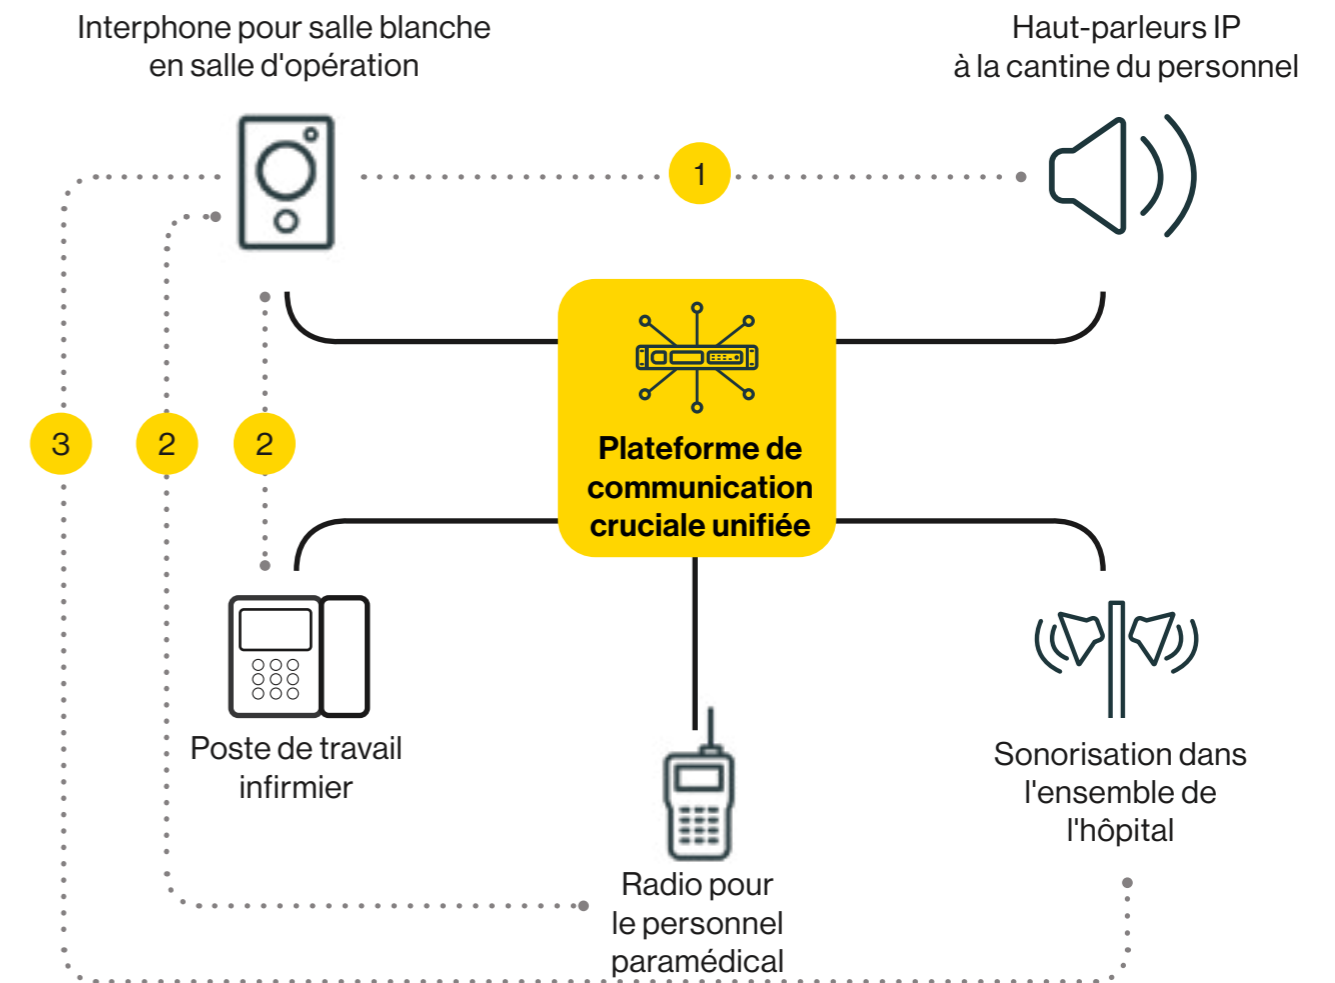 Interphone pour salle blanche
en salle d'opération
Haut-parleurs IP
à la cantine du personnel
1
Plateforme de
communication
cruciale unifiée
3
2
2
Poste de travail
infirmier
Radio pour
le personnel
paramédical
Sonorisation dans
l'ensemble de
l'hôpital